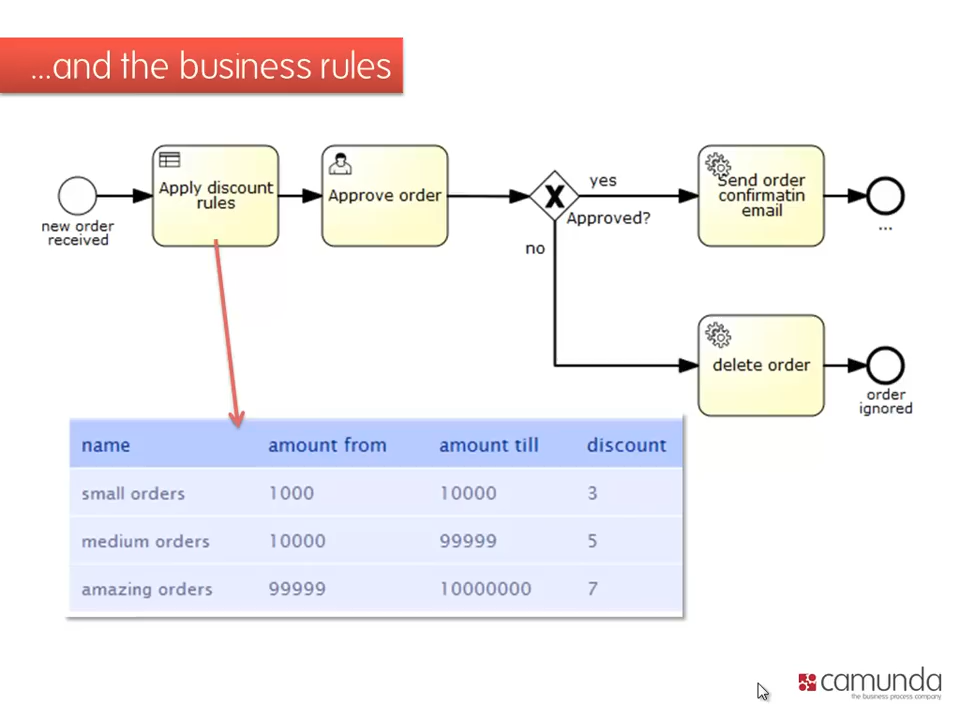 ...and the business rules
new order
received
Apply discount
rules
Approve order
X
yes
Approved?
no
Send order
confirmatin
email
...
delete order
order
ignored
name amount from amount till discount
small orders 1000 10000 3
medium orders 10000 99999 5
amazing orders 99999 10000000 7
camunda
the business process company